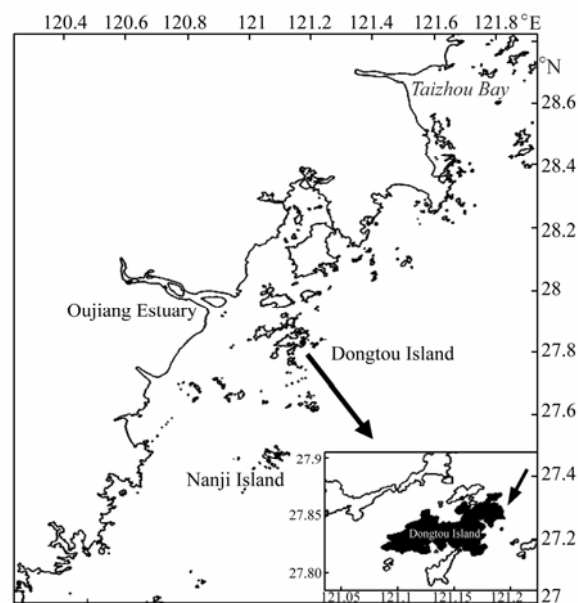 120.4 120.6 120.8 121 121.2 121.4 121.6 121.8 °E
°N
Taizhou Bay
28.6
28.4
28.2
28
Oujiang Estuary
Dongtou Island
27.8
27.6
Nanji Island
27.4
27.2
27
27.90
27.85
Dongtou Island
27.80
121.05 121.1 121.15 121.2